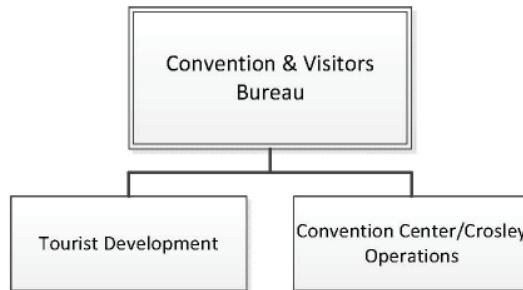 Convention & Visitors
Bureau
Tourist Development
Convention Center/Crosley
Operations